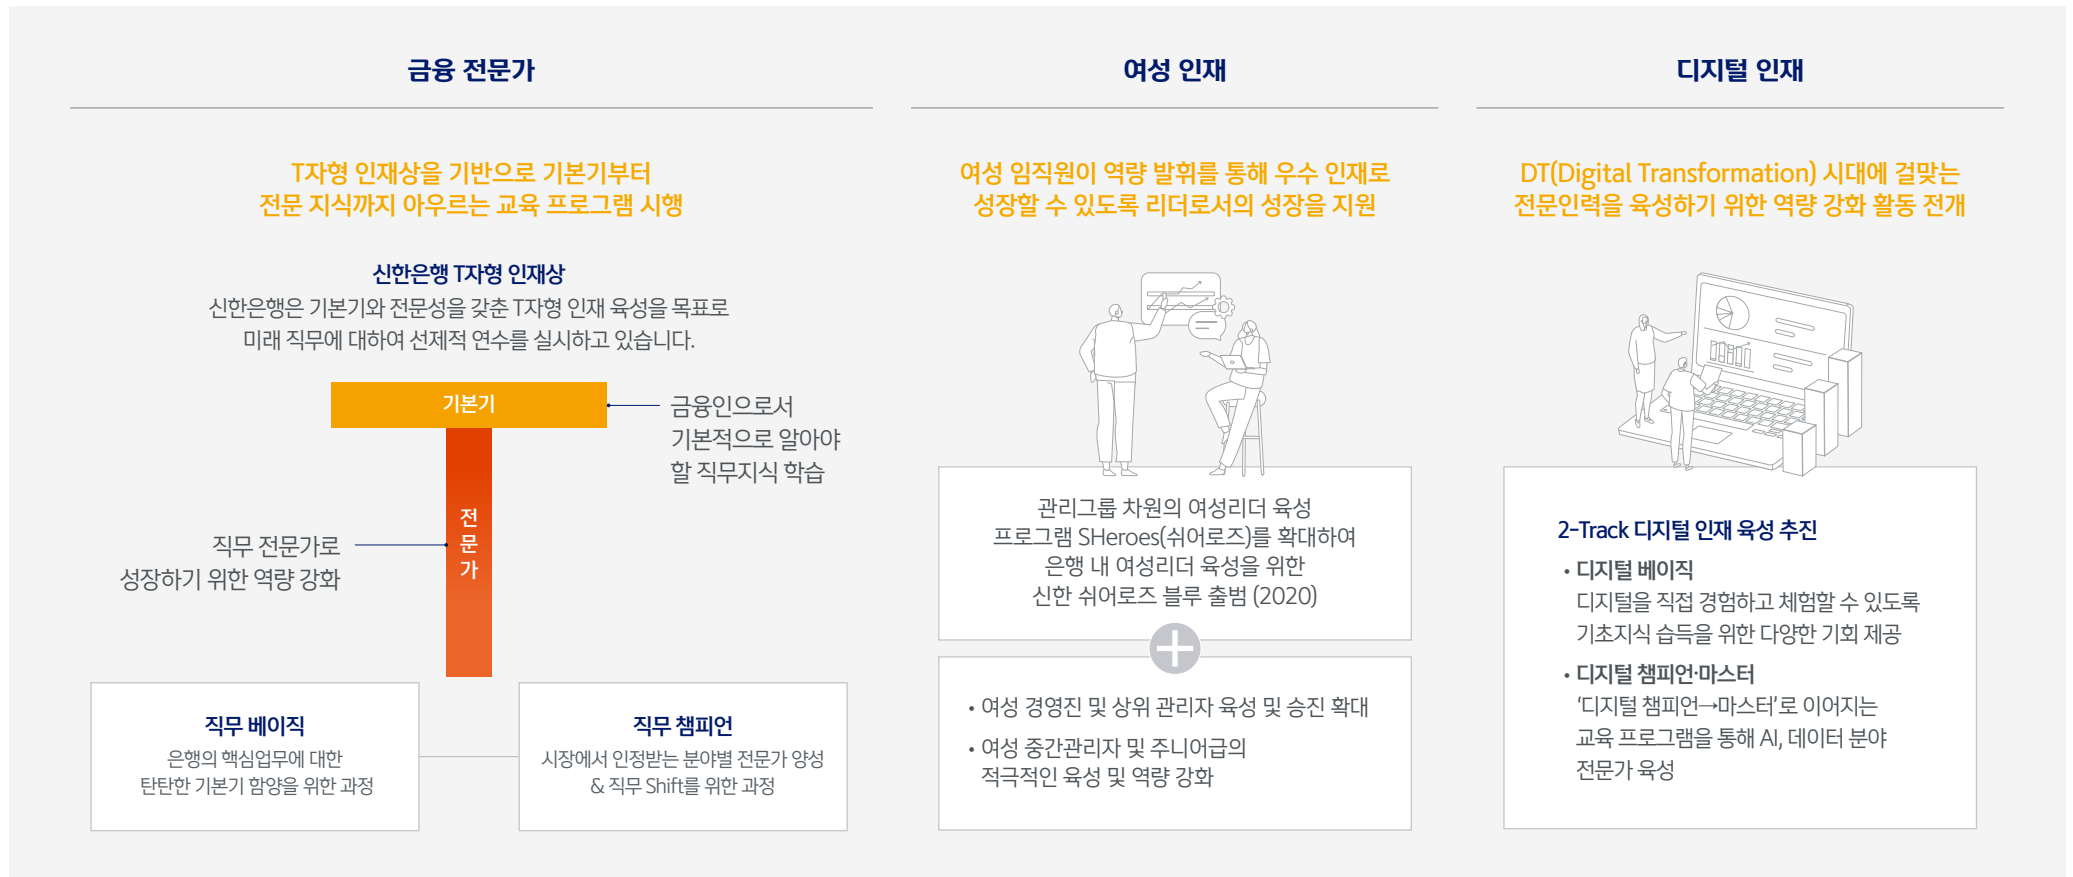 금융 전문가
T자형 인재상을 기반으로 기본기부터
전문 지식까지 아우르는 교육 프로그램 시행
신한은행 T자형 인재상
신한은행은 기본기와 전문성을 갖춘 T자형 인재 육성을 목표로
미래 직무에 대하여 선제적 연수를 실시하고 있습니다.
기본기
금융인으로서
기본적으로 알아야
할 직무지식 학습
전
문
가
직무 전문가로
성장하기 위한 역량 강화
직무 베이직
은행의 핵심업무에 대한
탄탄한 기본기 함양을 위한 과정
직무 챔피언
시장에서 인정받는 분야별 전문가 양성
& 직무 Shift를 위한 과정
여성 인재
여성 임직원이 역량 발휘를 통해 우수 인재로
성장할 수 있도록 리더로서의 성장을 지원
관리그룹 차원의 여성리더 육성
프로그램 SHeroes(쉬어로즈)를 확대하여
은행 내 여성리더 육성을 위한
신한 쉬어로즈 블루 출범 (2020)
• 여성 경영진 및 상위 관리자 육성 및 승진 확대
• 여성 중간관리자 및 주니어급의
적극적인 육성 및 역량 강화
디지털 인재
DT(Digital Transformation) 시대에 걸맞는
전문인력을 육성하기 위한 역량 강화 활동 전개
2-Track 디지털 인재 육성 추진
• 디지털 베이직
디지털을 직접 경험하고 체험할 수 있도록
기초지식 습득을 위한 다양한 기회 제공
• 디지털 챔피언·마스터
‘디지털 챔피언→마스터’로 이어지는
교육 프로그램을 통해 AI, 데이터 분야
전문가 육성